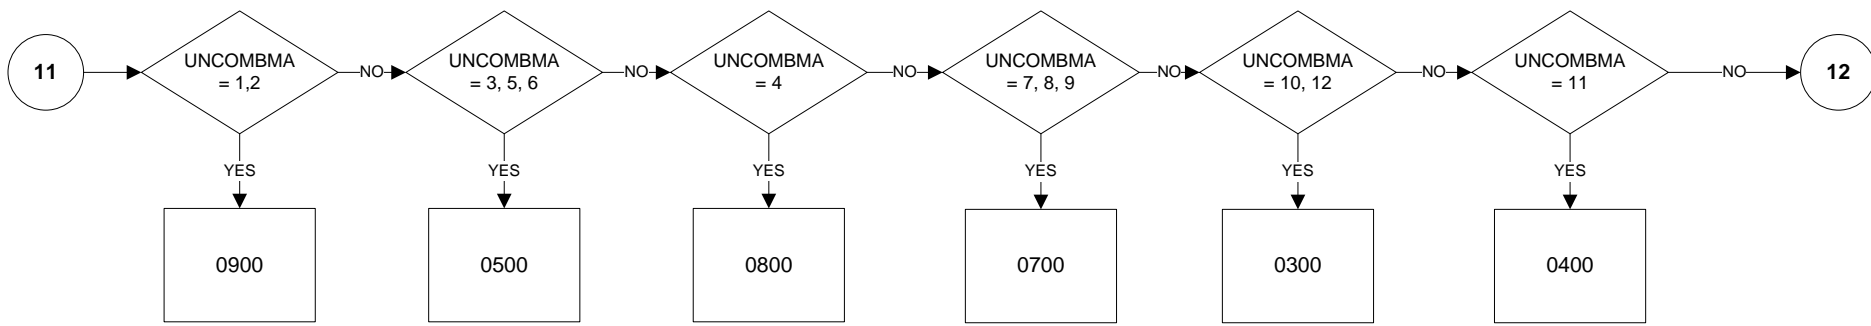 11
UNCOMBMA
= 1,2
NO
UNCOMBMA
= 3, 5, 6
NO
UNCOMBMA
= 4
NO
UNCOMBMA
= 7, 8, 9
NO
UNCOMBMA
= 10, 12
NO
UNCOMBMA
= 11
NO
12
YES
YES
YES
YES
YES
YES
0900
0500
0800
0700
0300
0400